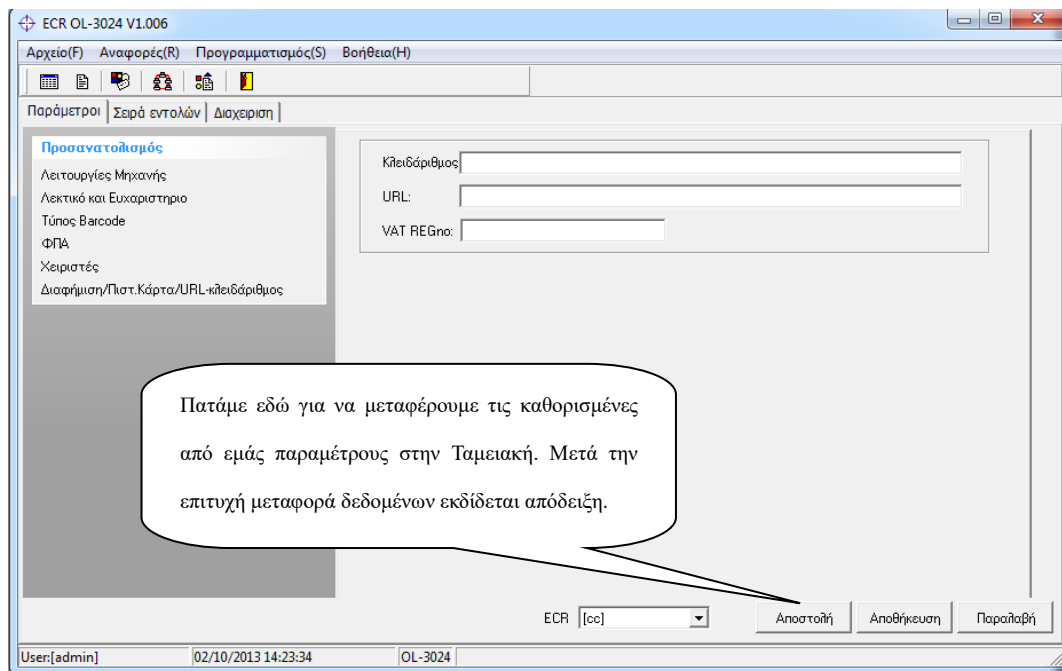 ECR OL-3024 V1.006
Αρχείο(F) Αναφορές(R) Προγραμματισμός(S) Βοήθεια(H)
Παράμετροι Σειρά εντολών Διαχειριση
Προσανατολισμός
Λειτουργίες Μηχανής
Λεκτικό και Ευχαριστηριο
Τύπος Barcode
ΦΠΑ
Χειριστές
Διαφήμιση/Πιστ.Κάρτα/URL-κλειδάριθμος
Κλειδάριθμος
URL:
VAT REGno:
Πατάμε εδώ για να μεταφέρουμε τις καθορισμένες
από εμάς παραμέτρους στην Ταμειακή. Μετά την
επιτυχή μεταφορά δεδομένων εκδίδεται απόδειξη.
ECR [cc] Αποστολή Αποθήκευση Παραλαβή
User:[admin] 02/10/2013 14:23:34 OL-3024